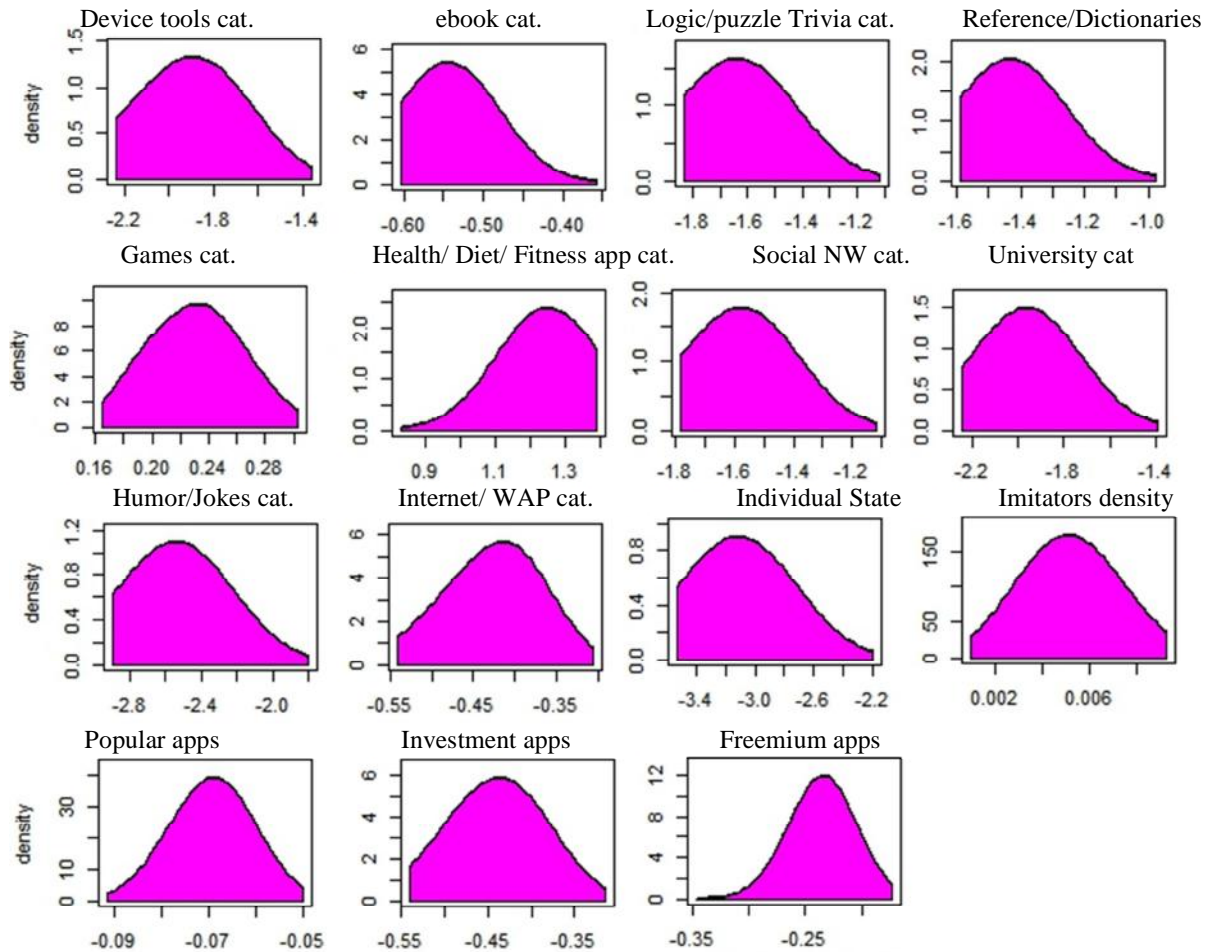 Device tools cat. ebook cat. Logic/puzzle Trivia cat. Reference/Dictionaries
density
0.0 0.5 1.0 1.5
-2.2 -1.8 -1.4
0 2 4 6
-0.60 -0.50 -0.40
0.0 1.0
-1.8 -1.6 -1.4 -1.2
0.0 1.0 2.0
-1.6 -1.4 -1.2 -1.0
Games cat. Health/ Diet/ Fitness app cat. Social NW cat. University cat
density
0 2 4 6 8
0.16 0.20 0.24 0.28
0.0 1.0 2.0
0.9 1.1 1.3
0.0 1.0 2.0
-1.8 -1.6 -1.4 -1.2
0.0 0.5 1.0 1.5
-2.2 -1.8 -1.4
Humor/Jokes cat. Internet/ WAP cat. Individual State Imitators density
density
0.0 0.4 0.8 1.2
-2.8 -2.4 -2.0
0 2 4 6
-0.55 -0.45 -0.35
0.0 0.4 0.8
-3.4 -3.0 -2.6 -2.2
0 50 150
0.002 0.006
Popular apps Investment apps Freemium apps
density
0 10 30
-0.09 -0.07 -0.05
0 2 4 6
-0.55 -0.45 -0.35
0 4 8 12
-0.35 -0.25